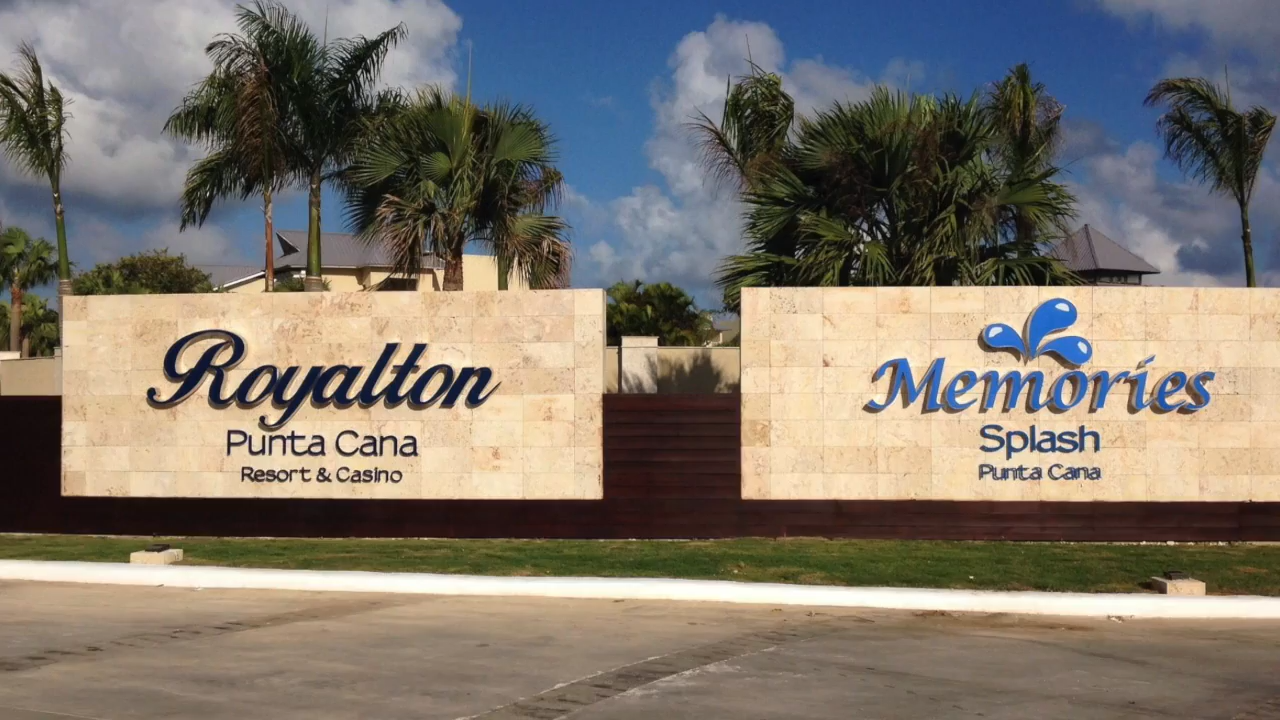 Royalton
Punta Cana
Resort & Casino
Memories
Splash
Punta Cana